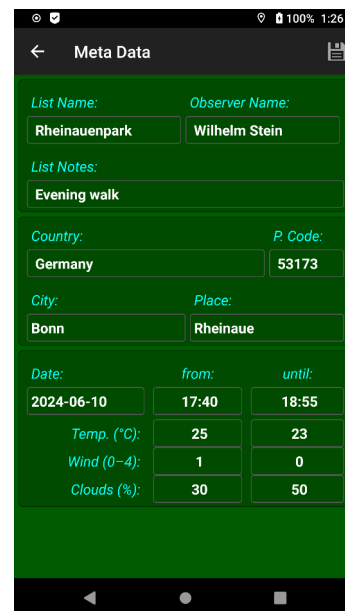 100% 1:26
Meta Data
List Name: Observer Name:
Rheinauenpark Wilhelm Stein
List Notes:
Evening walk
Country: P. Code:
Germany 53173
City: Place:
Bonn Rheinaue
Date: from: until:
2024-06-10 17:40 18:55
Temp. (°C): 25 23
Wind (0–4): 1 0
Clouds (%): 30 50